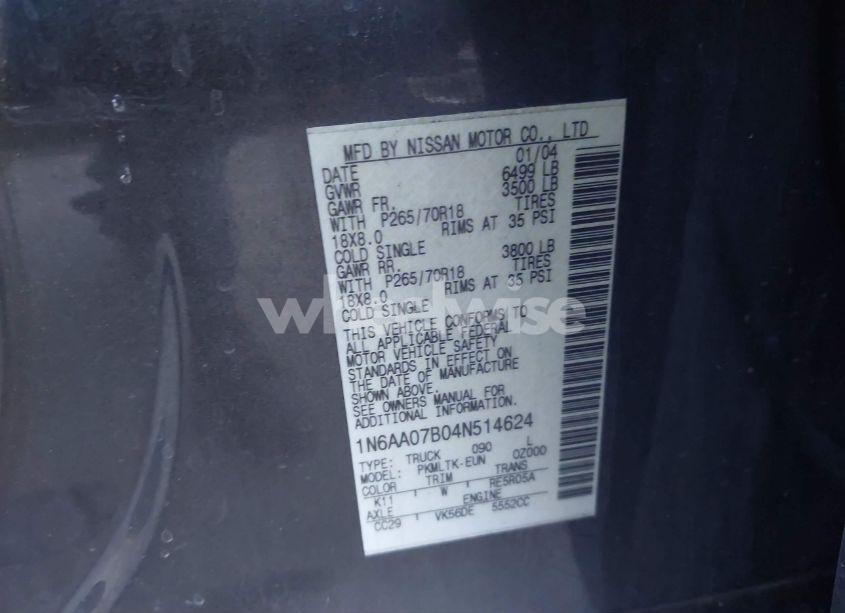 MFD BY NISSAN MOTOR CO., LTD
DATE 01/04
GVWR 6499 LB
GAWR FR. 3500 LB
WITH P265/70R18 TIRES
18X8.0 RIMS AT 35 PSI
COLD SINGLE
GAWR RR. 3800 LB
WITH P265/70R18 TIRES
18X8.0 RIMS AT 35 PSI
COLD SINGLE
THIS VEHICLE CONFORMS TO
ALL APPLICABLE FEDERAL
MOTOR VEHICLE SAFETY
STANDARDS IN EFFECT ON
THE DATE OF MANUFACTURE
SHOWN ABOVE.
SEE OWNERS MANUAL FOR
ADDITIONAL INFORMATION.
1N6AA07B04N514624
TYPE: TRUCK 090 L
MODEL: PKMLTK-EUN 0Z000
COLOR TRIM TRANS
K11 W RE5R05A
AXLE ENGINE
CC29 VK56DE 5552CC
wheelwise